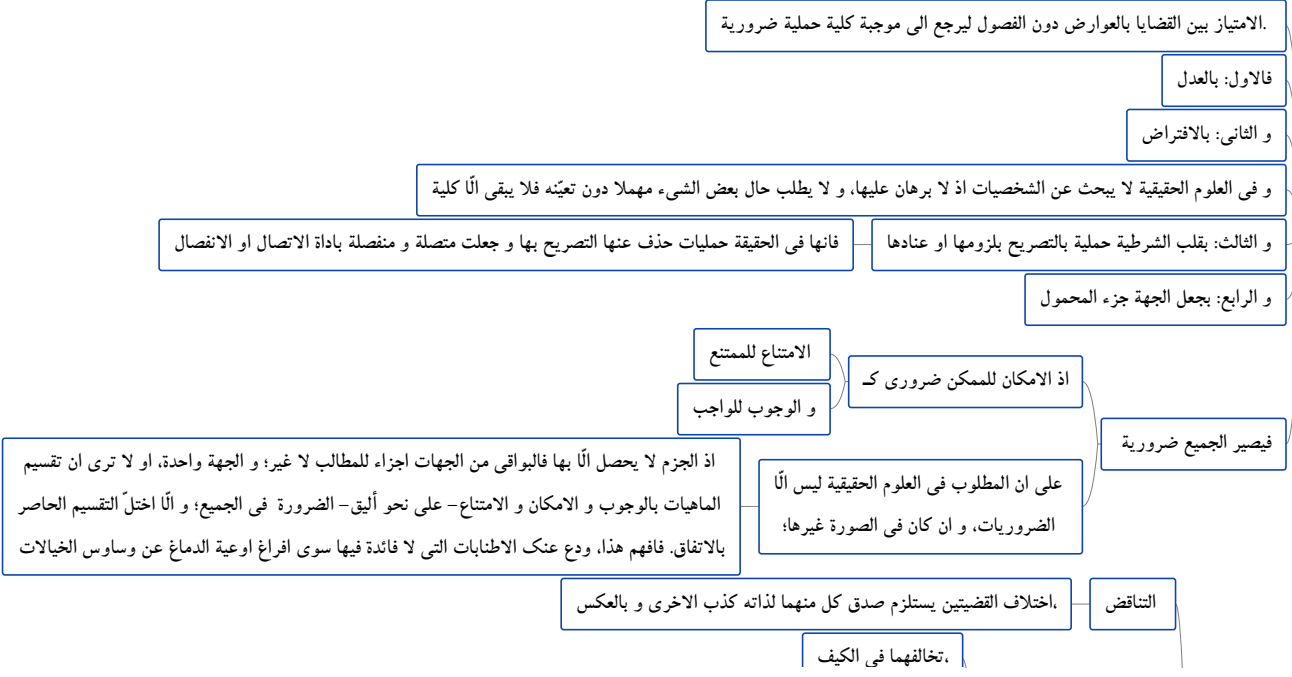 .الامتياز بين القضايا بالعوارض دون الفصول ليرجع الى موجبة كلية حملية ضرورية
فالاول: بالعدل
و الثانى: بالافتراض
و فى العلوم الحقيقية لا يبحث عن الشخصيات اذ لا برهان عليها، و لا يطلب حال بعض الشىء مهملا دون تعيّنه فلا يبقى الّا كلية
و الثالث: بقلب الشرطية حملية بالتصريح بلزومها او عنادها
فانها فى الحقيقة حمليات حذف عنها التصريح بها و جعلت متصلة و منفصلة باداة الاتصال او الانفصال
و الرابع: بجعل الجهة جزء المحمول
فيصير الجميع ضرورية
اذ الامكان للممكن ضرورى كـ
الامتناع للممتنع
و الوجوب للواجب
على ان المطلوب فى العلوم الحقيقية ليس الّا
الضروريات، و ان كان فى الصورة غيرها؛
اذ الجزم لا يحصل الّا بها فالبواقى من الجهات اجزاء للمطالب لا غير؛ و الجهة واحدة، او لا ترى ان تقسيم
الماهيات بالوجوب و الامكان و الامتناع– على نحو أليق– الضرورة فى الجميع؛ و الّا اختلّ التقسيم الحاصر
بالاتفاق. فافهم هذا، ودع عنك الاطنابات التى لا فائدة فيها سوى افراغ اوعية الدماغ عن وساوس الخيالات
التناقض
،اختلاف القضيتين يستلزم صدق كل منهما لذاته كذب الاخرى و بالعكس
،تخالفهما فى الكيف